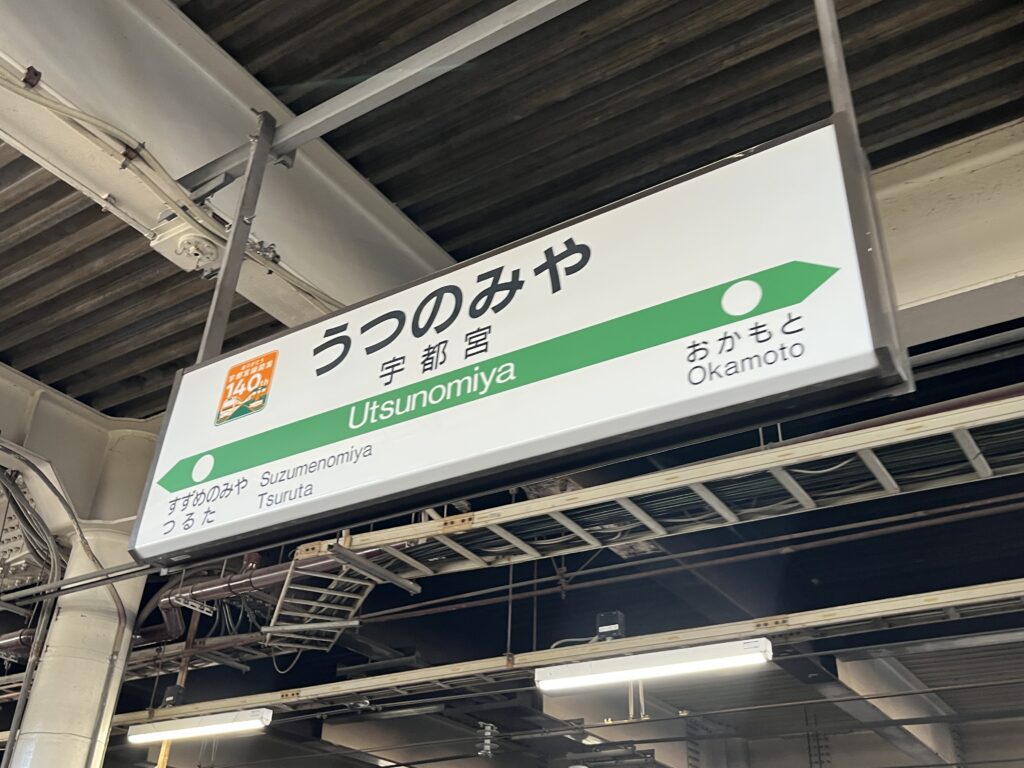 うつのみや
宇都宮
140th
Utsunomiya
おかもと
Okamoto
すずめのみや Suzumenomiya
つるた Tsuruta